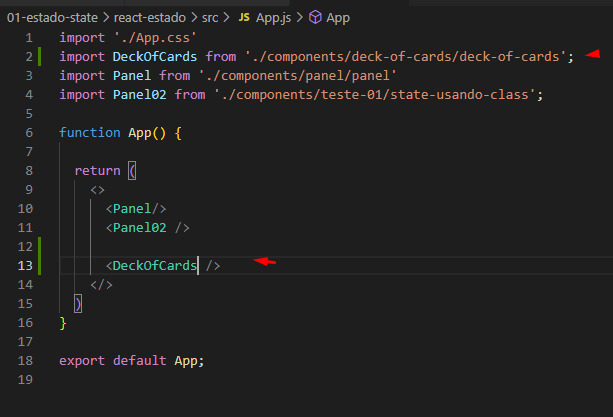 01-estado-state > react-estado > src > JS App.js > App
1 import './App.css'
2 import DeckOfCards from './components/deck-of-cards/deck-of-cards';
3 import Panel from './components/panel/panel'
4 import Panel02 from './components/teste-01/state-usando-class';
5
6 function App() {
7
8 return (
9 <>
10 <Panel/>
11 <Panel02 />
12
13 <DeckOfCards />
14 </>
15 )
16 }
17
18 export default App;
19